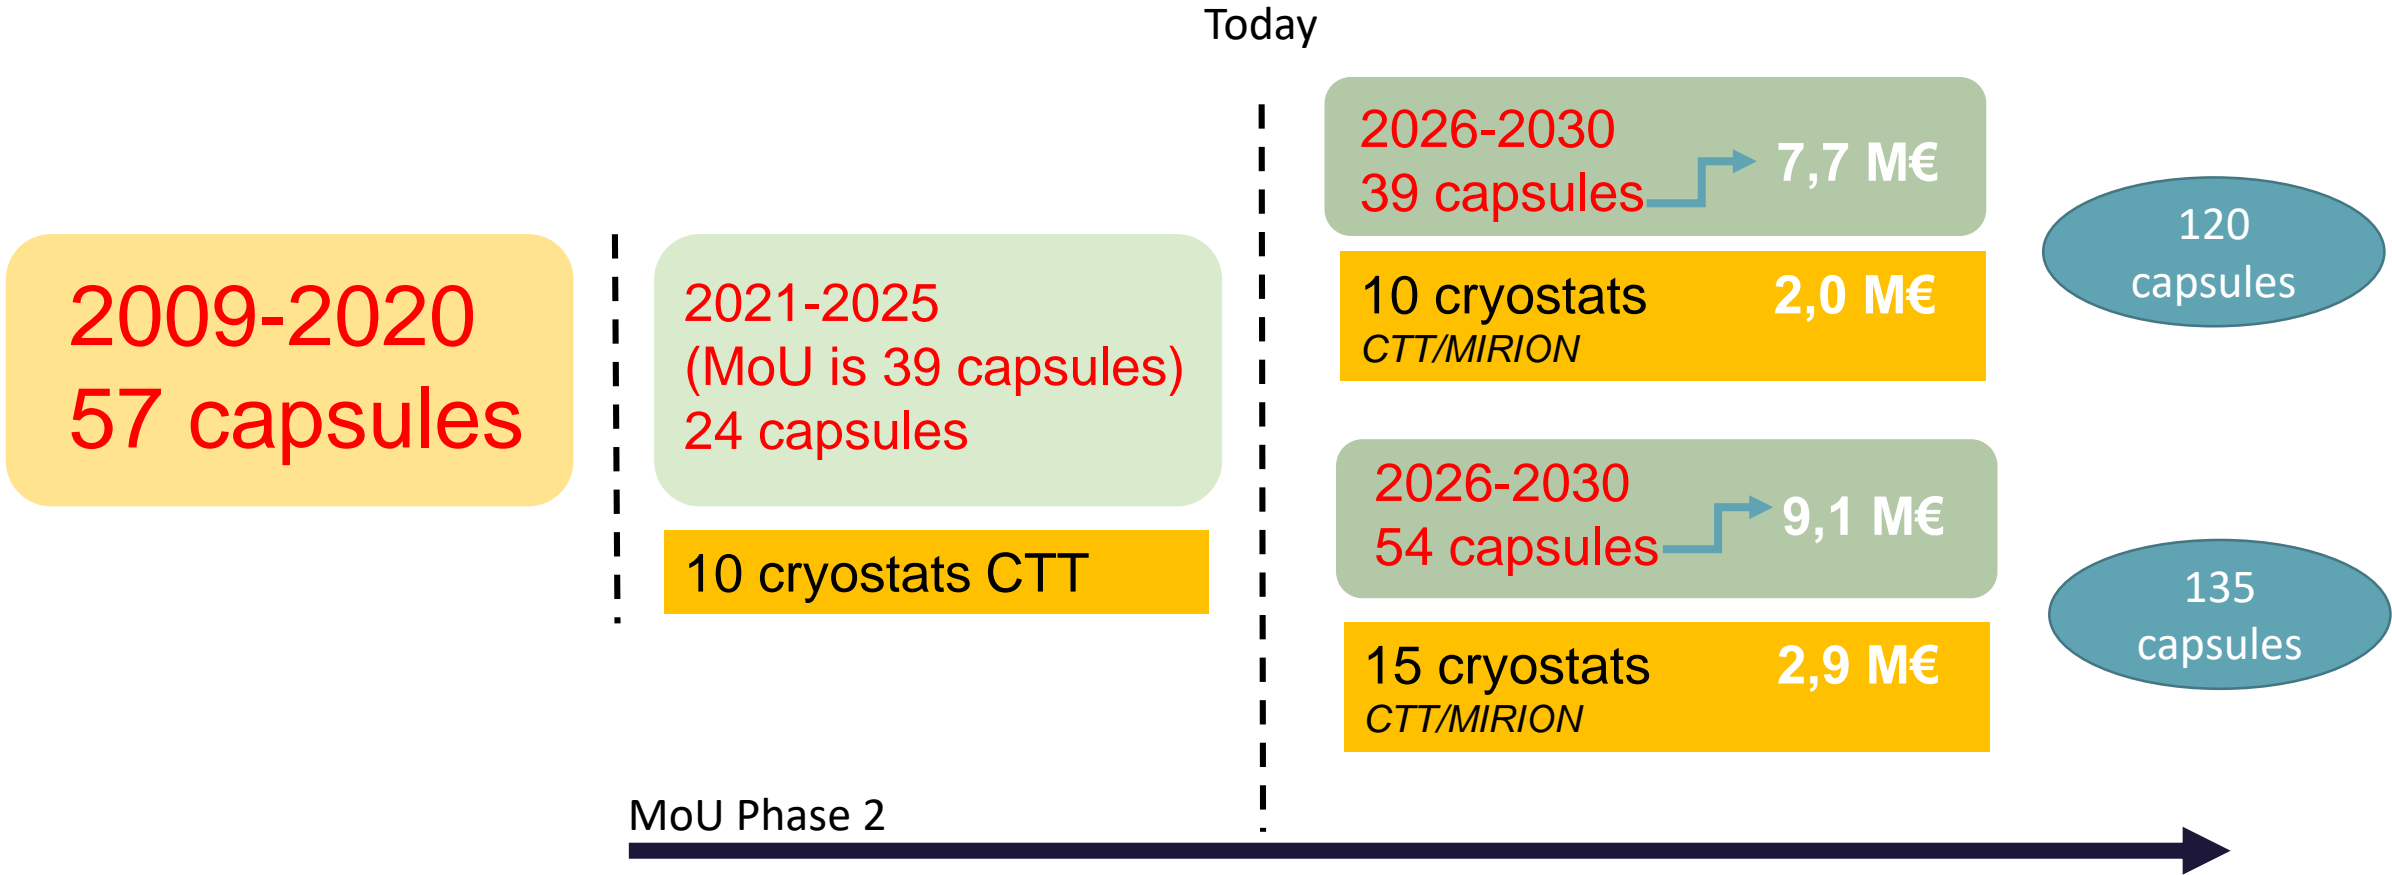 Today
2009-2020
57 capsules
2021-2025
(MoU is 39 capsules)
24 capsules
10 cryostats CTT
2026-2030
39 capsules
7,7 M€
10 cryostats
2,0 M€
CTT/MIRION
120
capsules
2026-2030
54 capsules
9,1 M€
15 cryostats
2,9 M€
CTT/MIRION
135
capsules
MoU Phase 2